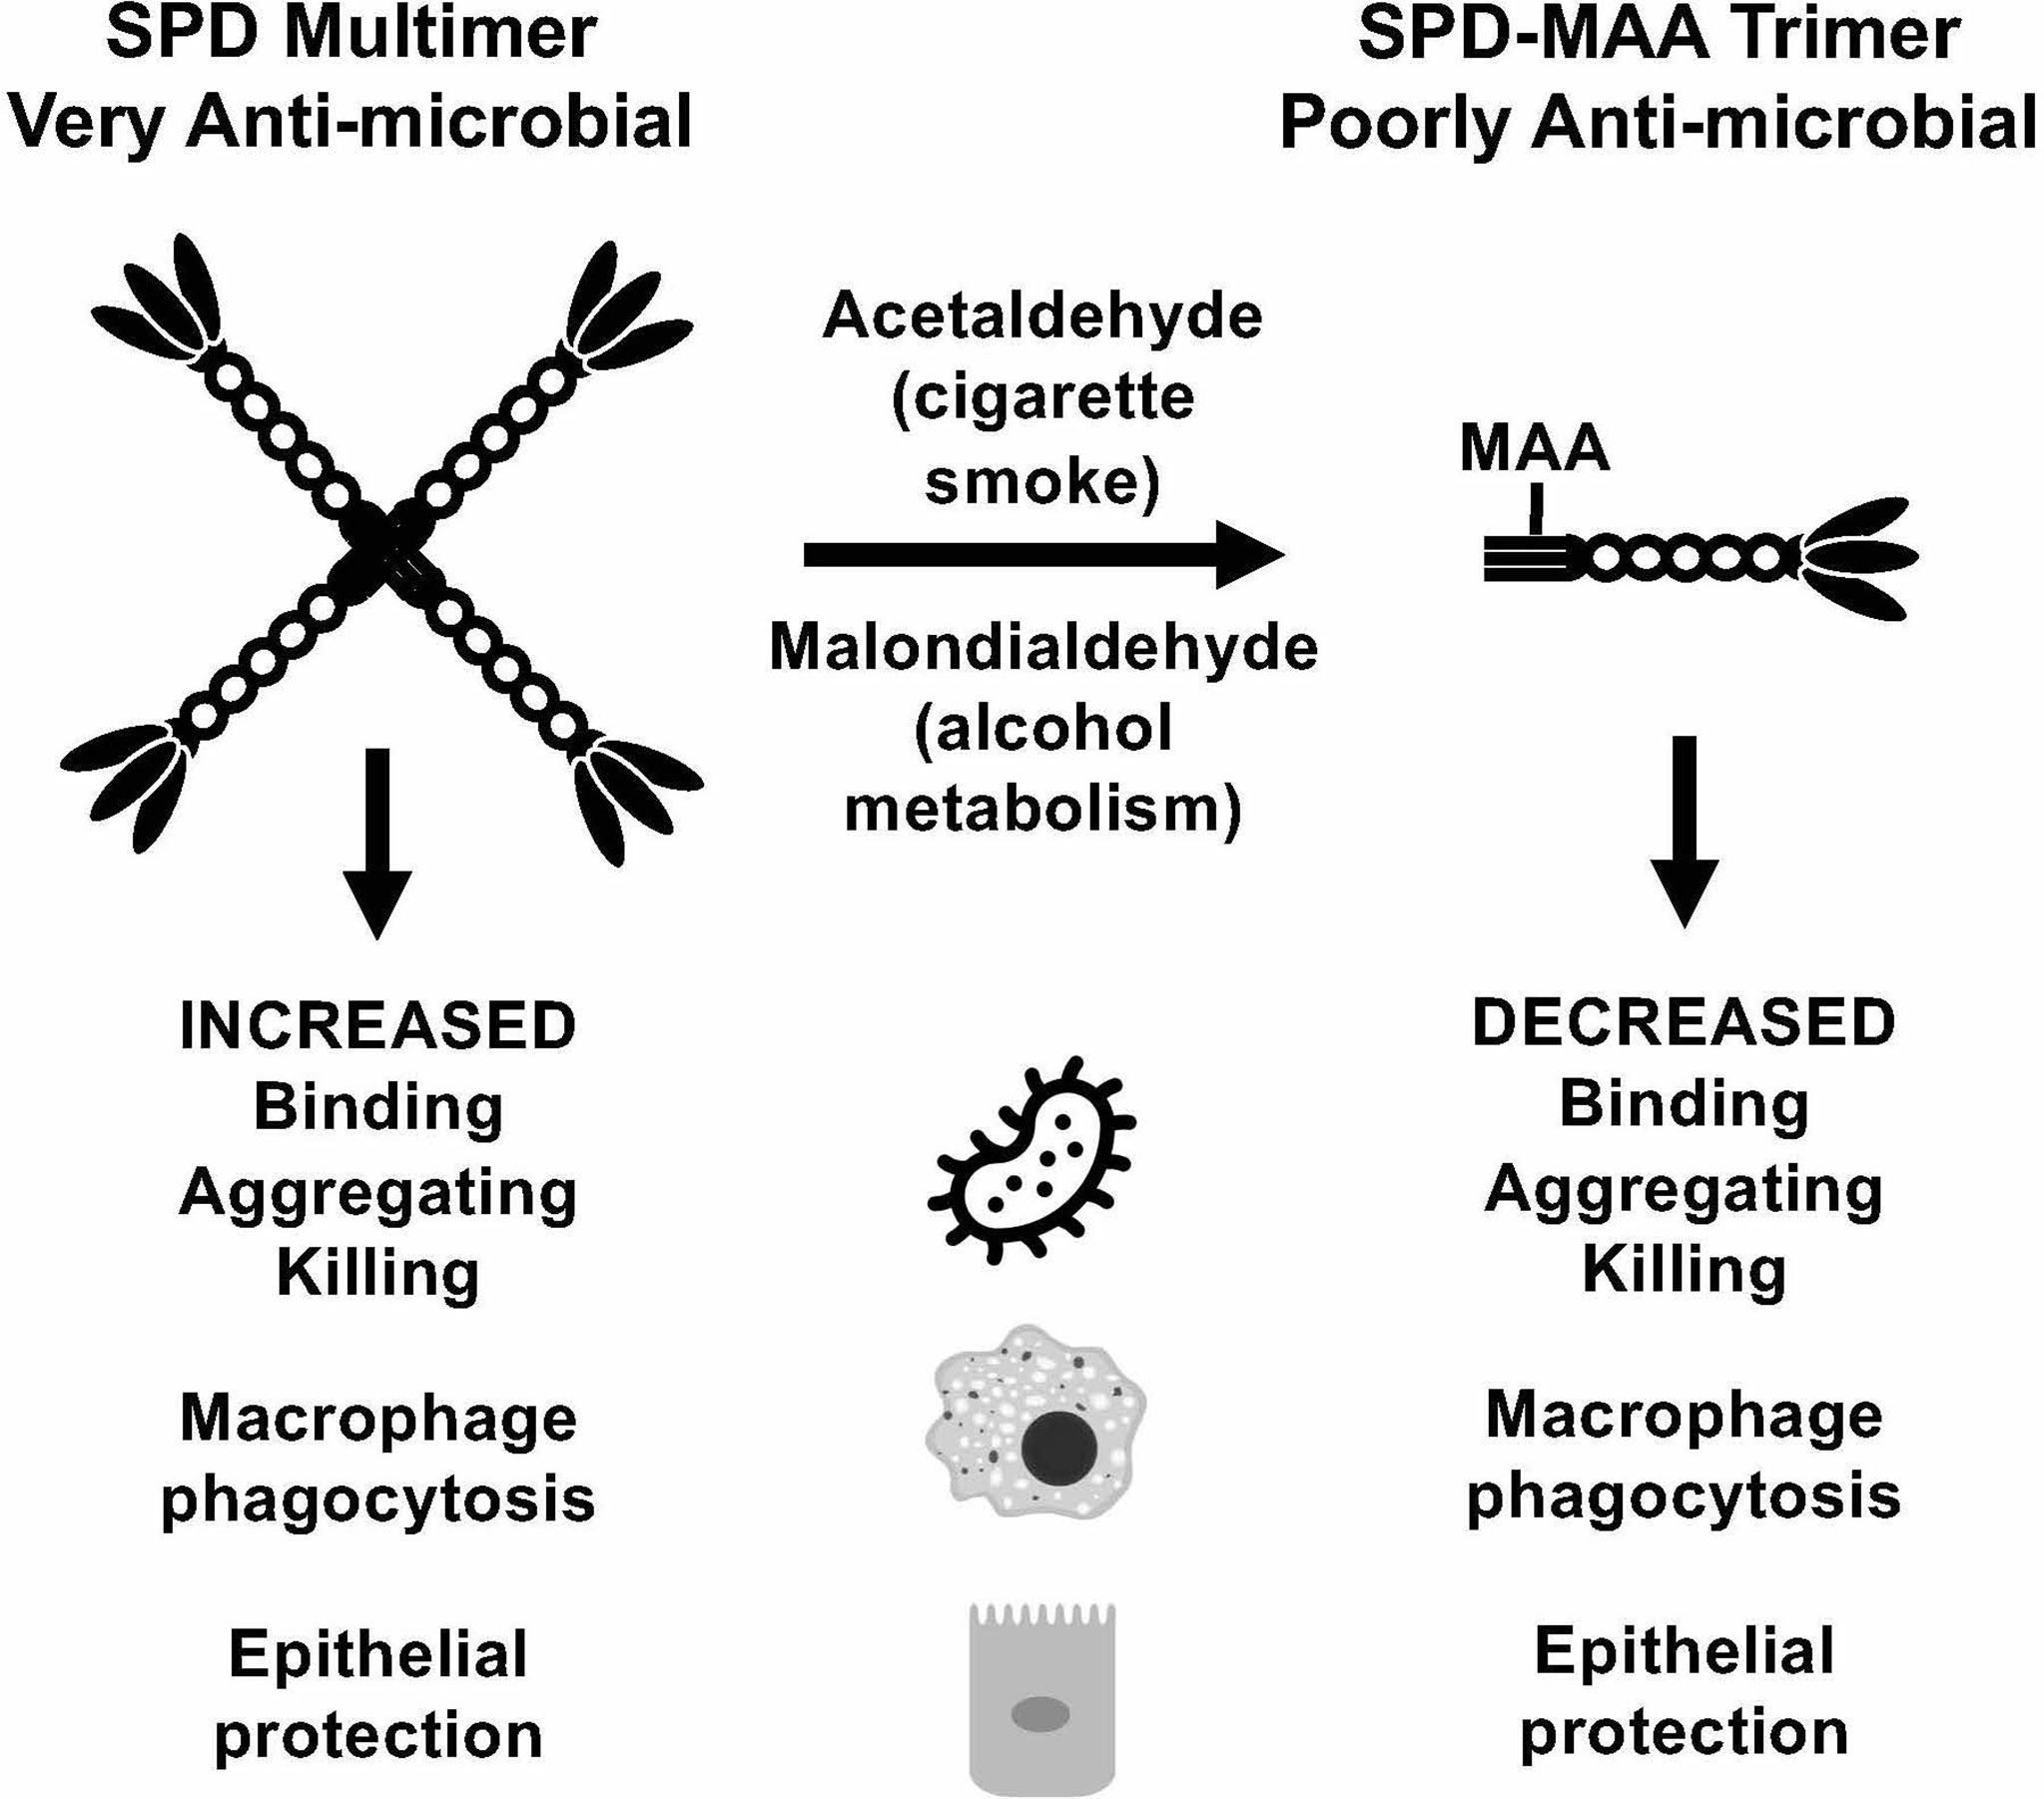 SPD Multimer
Very Anti-microbial
SPD-MAA Trimer
Poorly Anti-microbial
Acetaldehyde
(cigarette
smoke)
Malondialdehyde
(alcohol
metabolism)
MAA
INCREASED
Binding
Aggregating
Killing
Macrophage
phagocytosis
Epithelial
protection
DECREASED
Binding
Aggregating
Killing
Macrophage
phagocytosis
Epithelial
protection